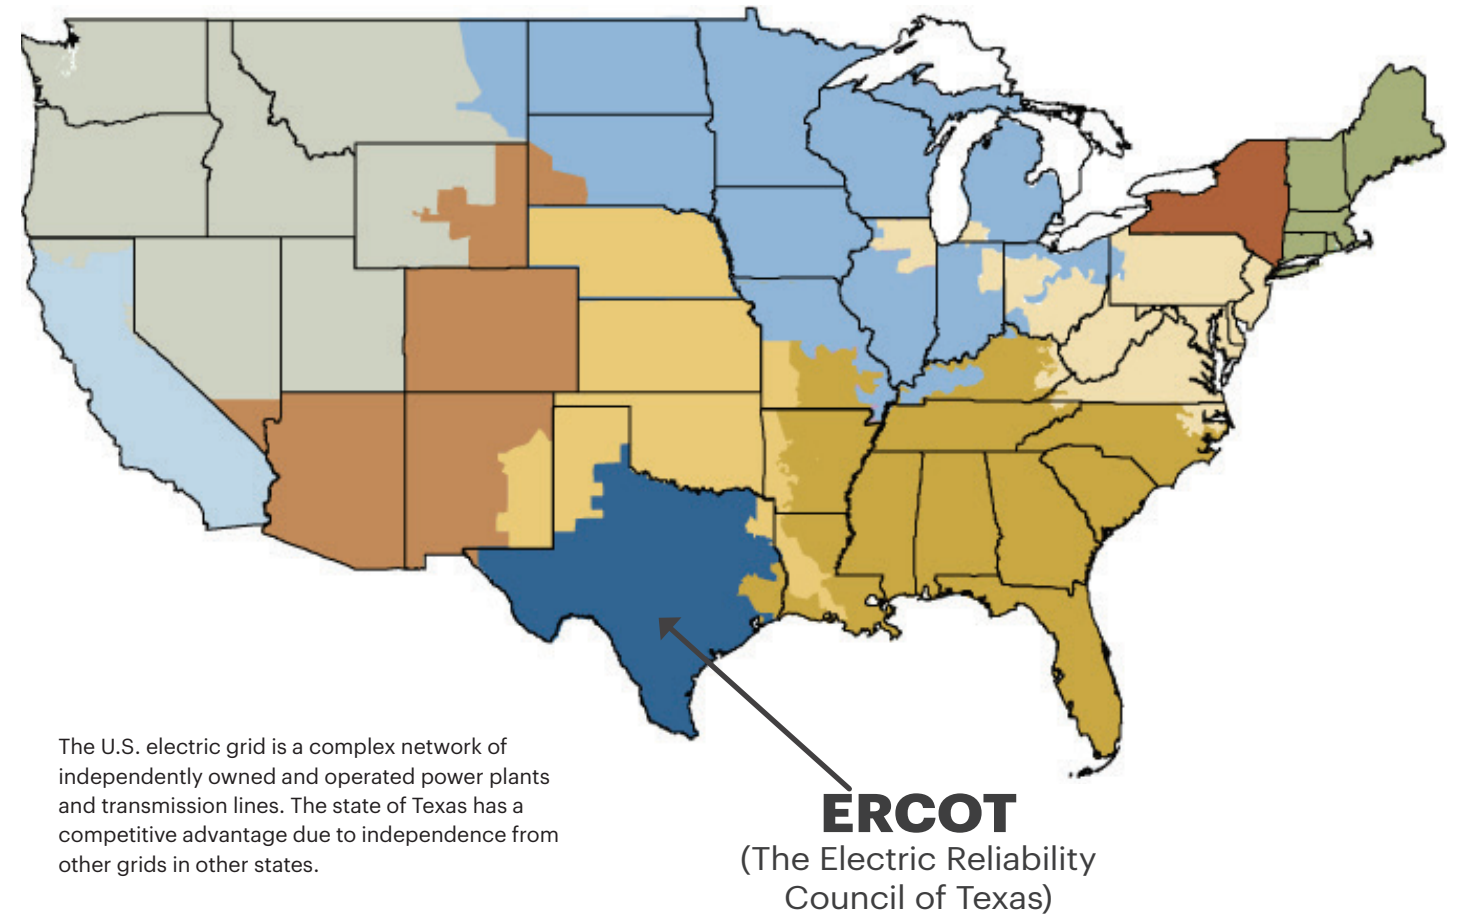 The U.S. electric grid is a complex network of
independently owned and operated power plants
and transmission lines. The state of Texas has a
competitive advantage due to independence from
other grids in other states.
ERCOT
(The Electric Reliability
Council of Texas)